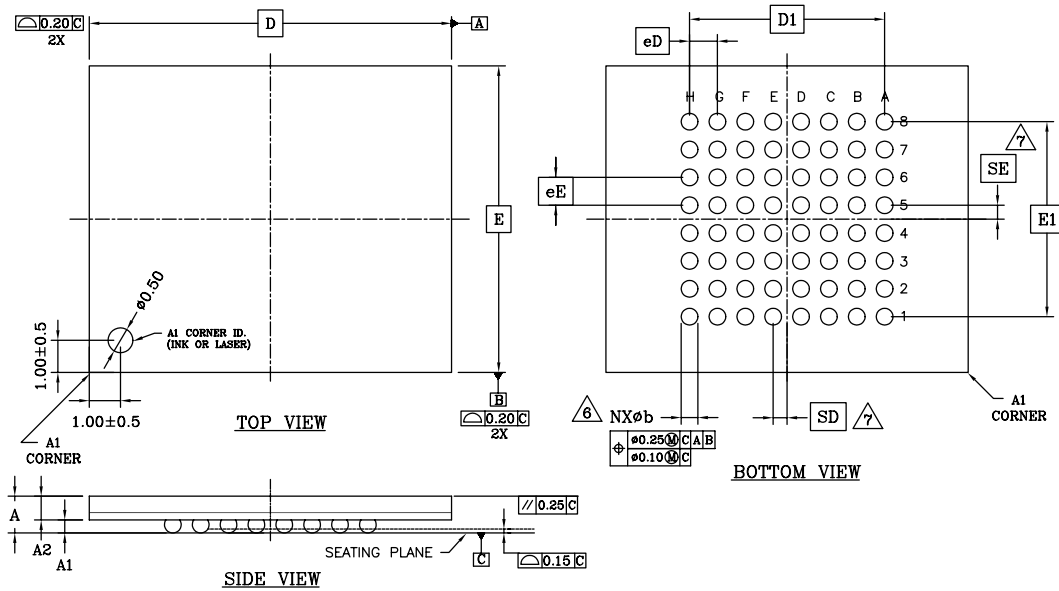 ⌓ 0.20 C
2X
D
A
E
ø0.50
A1 CORNER ID.
(INK OR LASER)
1.00±0.5
1.00±0.5
A1
CORNER
TOP VIEW
B
⌓ 0.20 C
2X
D1
eD
H G F E D C B A
8
7
6
5
4
3
2
1
7
SE
eE
E1
6 NXøb
⌖ ø0.25Ⓜ C A B
ø0.10Ⓜ C
SD 7
A1
CORNER
BOTTOM VIEW
A
A2
A1
// 0.25 C
SEATING PLANE
C
⌓ 0.15 C
SIDE VIEW